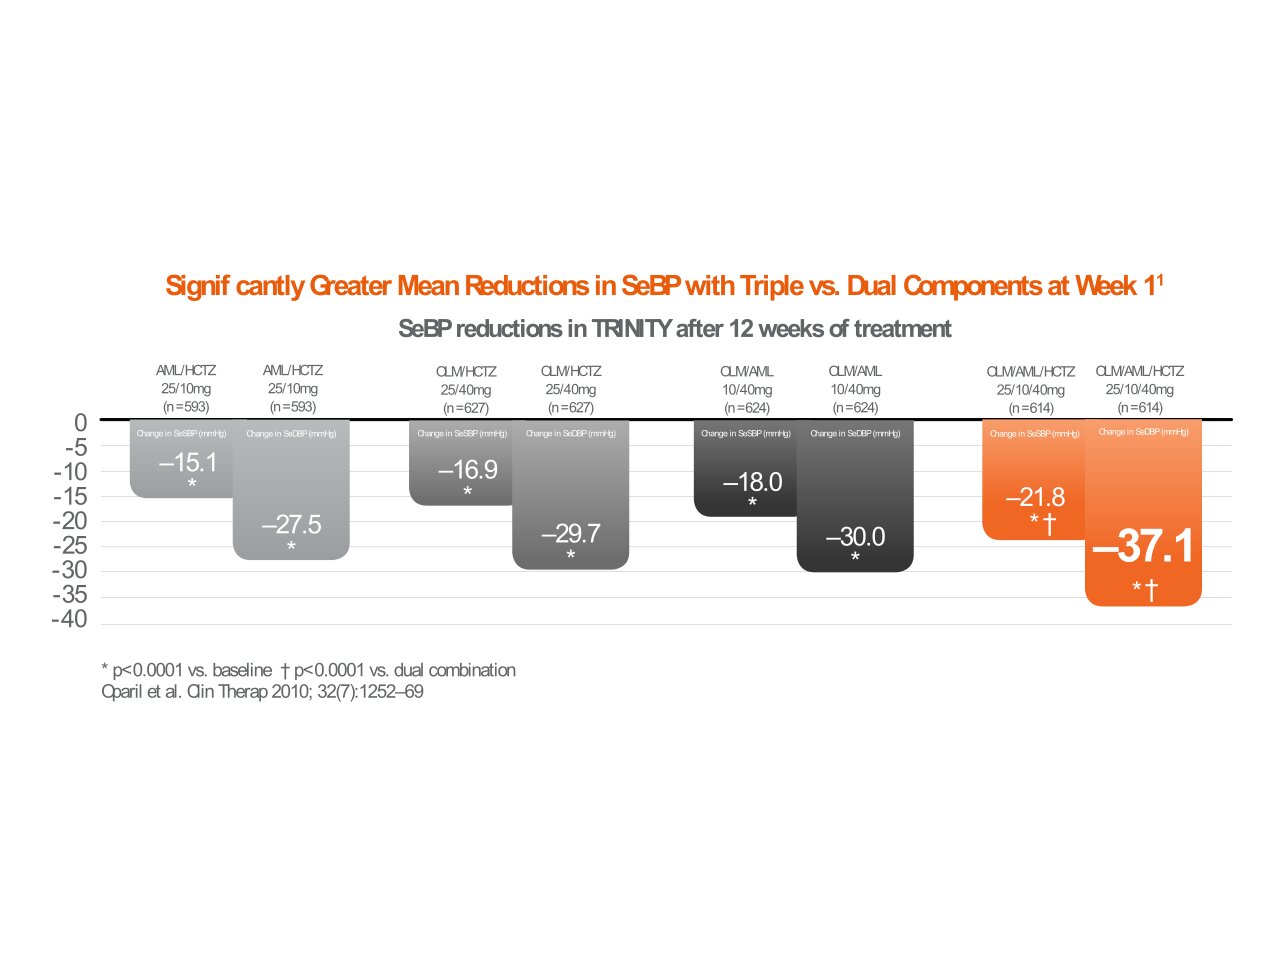 Signif cantly Greater Mean Reductions in SeBP with Triple vs. Dual Components at Week 1¹
SeBP reductions in TRINITY after 12 weeks of treatment
AML/HCTZ
25/10mg
(n=593)
AML/HCTZ
25/10mg
(n=593)
OLM/HCTZ
25/40mg
(n=627)
OLM/HCTZ
25/40mg
(n=627)
OLM/AML
10/40mg
(n=624)
OLM/AML
10/40mg
(n=624)
OLM/AML/HCTZ
25/10/40mg
(n=614)
OLM/AML/HCTZ
25/10/40mg
(n=614)
0
-5
-10
-15
-20
-25
-30
-35
-40
Change in SeSBP (mmHg)
–15.1
*
Change in SeDBP (mmHg)
–27.5
*
Change in SeSBP (mmHg)
–16.9
*
Change in SeDBP (mmHg)
–29.7
*
Change in SeSBP (mmHg)
–18.0
*
Change in SeDBP (mmHg)
–30.0
*
Change in SeSBP (mmHg)
–21.8
*†
Change in SeDBP (mmHg)
–37.1
*†
* p<0.0001 vs. baseline † p<0.0001 vs. dual combination
Oparil et al. Clin Therap 2010; 32(7):1252–69